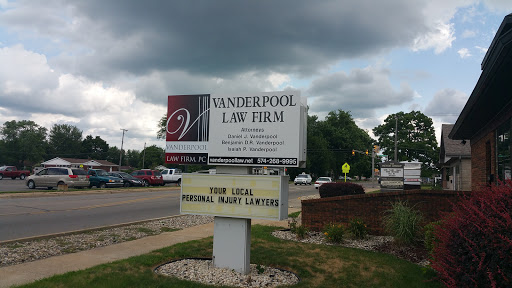 V
VANDERPOOL
LAW FIRM, PC
VANDERPOOL
LAW FIRM
Attorneys
Daniel J. Vanderpool
Benjamin D.R. Vanderpool
Isaiah P. Vanderpool
vanderpoollaw.net 574-268-9995
YOUR LOCAL
PERSONAL INJURY LAWYERS